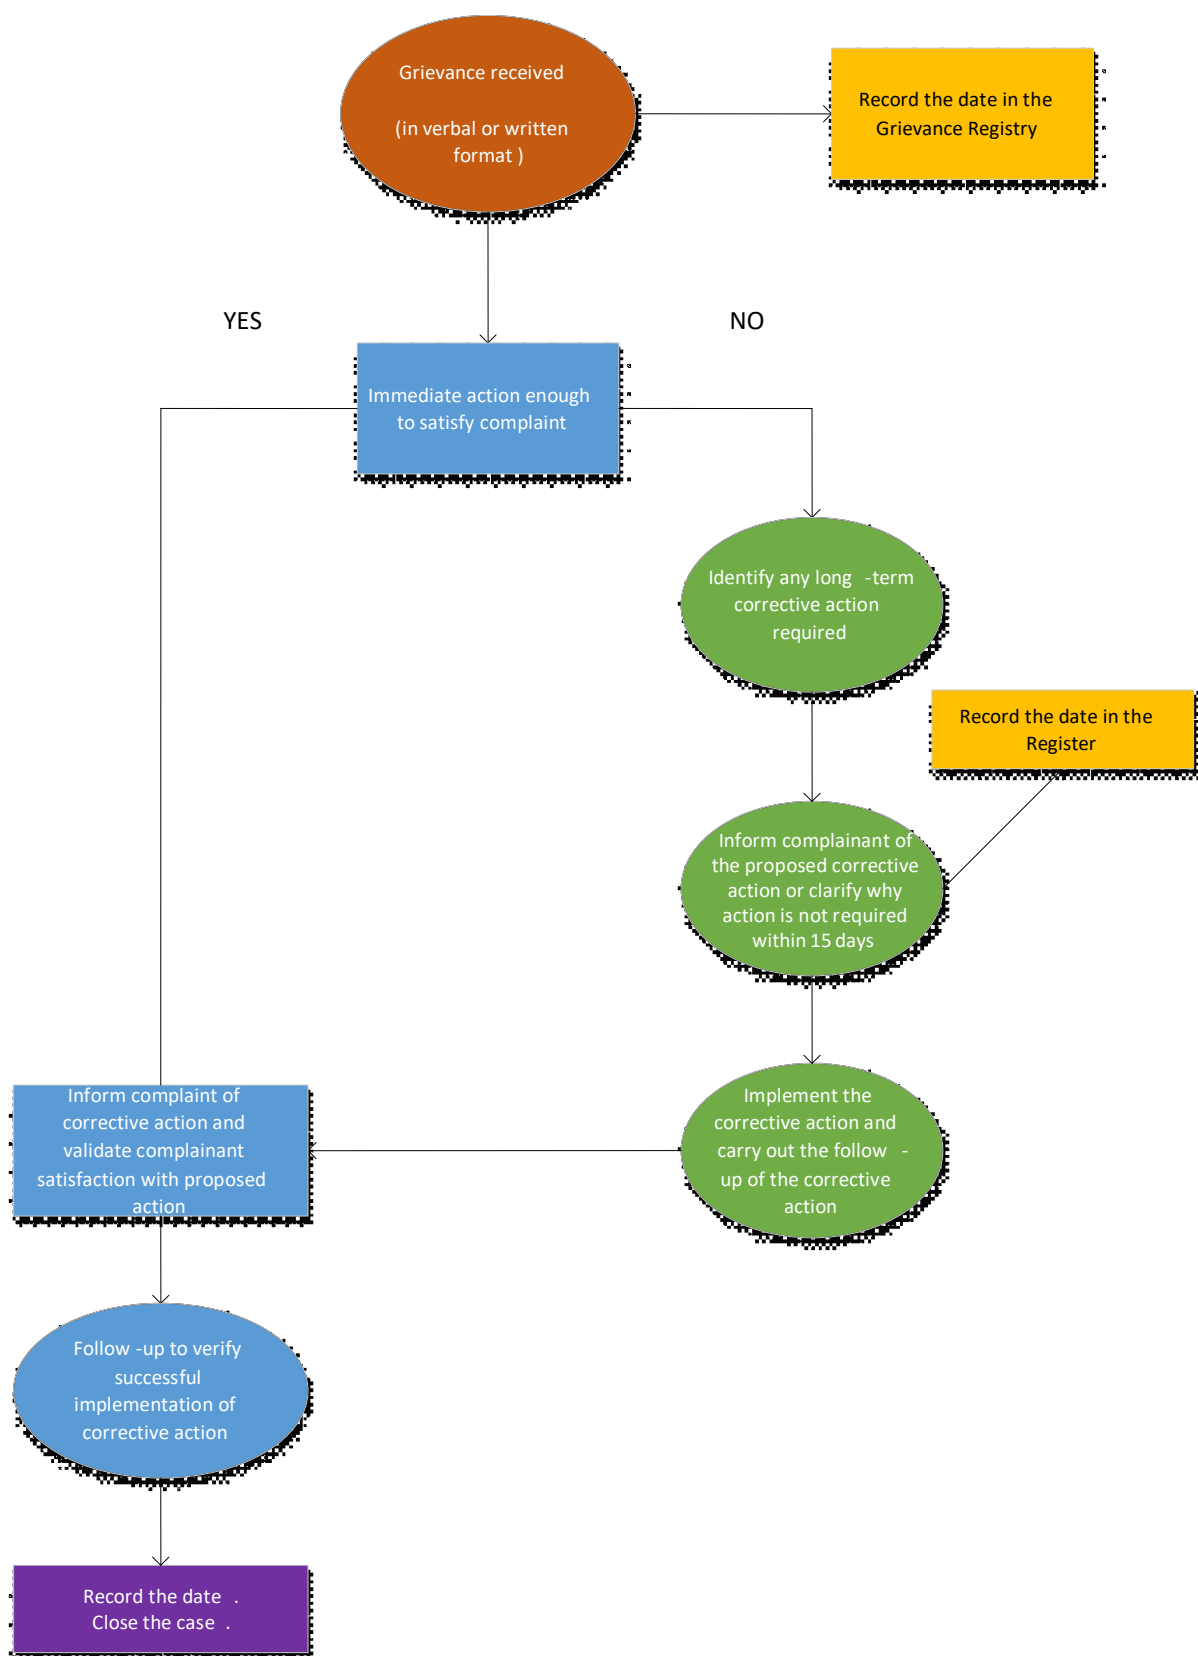 Grievance received
(in verbal or written
format )
Record the date in the
Grievance Registry
YES
NO
Immediate action enough
to satisfy complaint
Identify any long -term
corrective action
required
Record the date in the
Register
Inform complainant of
the proposed corrective
action or clarify why
action is not required
within 15 days
Implement the
corrective action and
carry out the follow -
up of the corrective
action
Inform complaint of
corrective action and
validate complainant
satisfaction with proposed
action
Follow -up to verify
successful
implementation of
corrective action
Record the date .
Close the case .